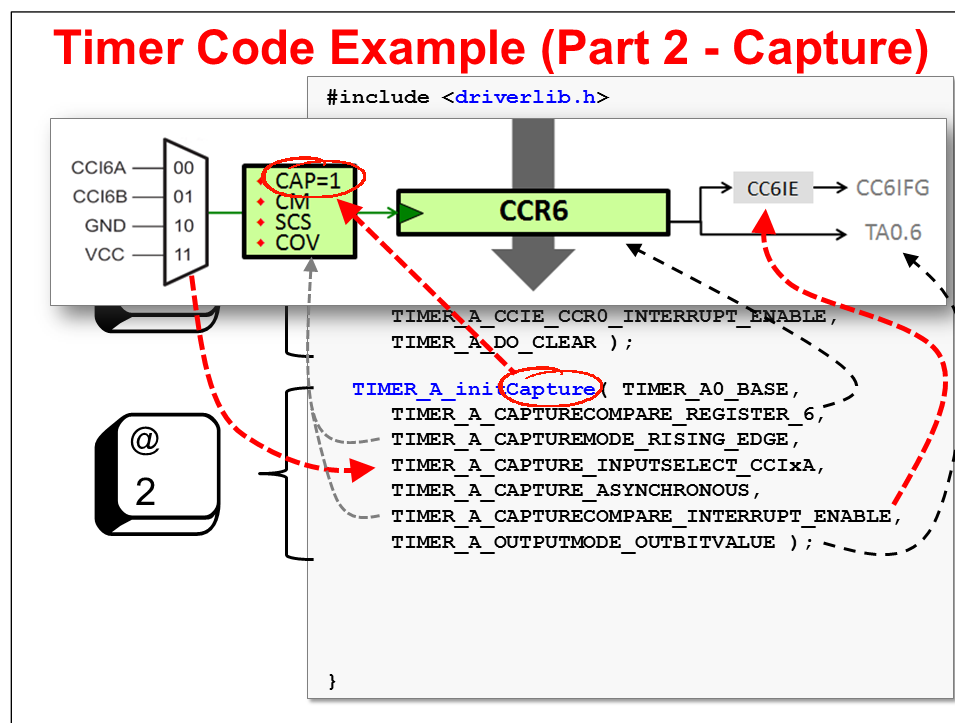 Timer Code Example (Part 2 - Capture)
#include <driverlib.h>
CCI6A 00
CCI6B 01
GND 10
VCC 11
CAP=1
CM
SCS
COV
CCR6
CC6IE
CC6IFG
TA0.6
TIMER_A_CCIE_CCR0_INTERRUPT_ENABLE,
TIMER_A_DO_CLEAR );
TIMER_A_initCapture( TIMER_A0_BASE,
TIMER_A_CAPTURECOMPARE_REGISTER_6,
TIMER_A_CAPTUREMODE_RISING_EDGE,
TIMER_A_CAPTURE_INPUTSELECT_CCIxA,
TIMER_A_CAPTURE_ASYNCHRONOUS,
TIMER_A_CAPTURECOMPARE_INTERRUPT_ENABLE,
TIMER_A_OUTPUTMODE_OUTBITVALUE );
@
2
}